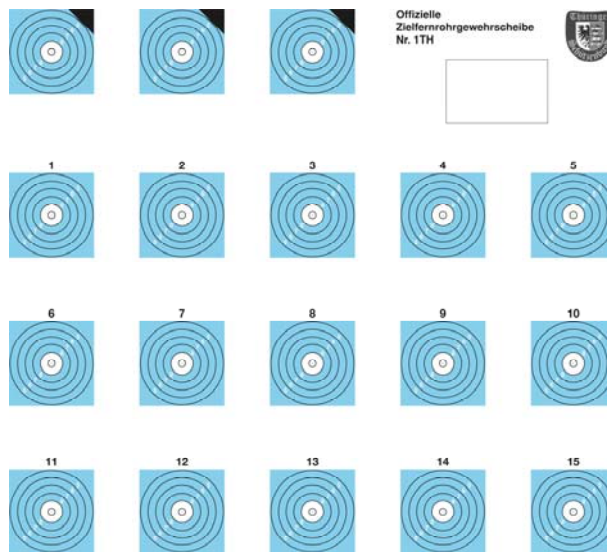 Offizielle
Zielfernrohrgewehrscheibe
Nr. 1TH
Thüringer
1 2 3 4 5
6 7 8 9 10
11 12 13 14 15